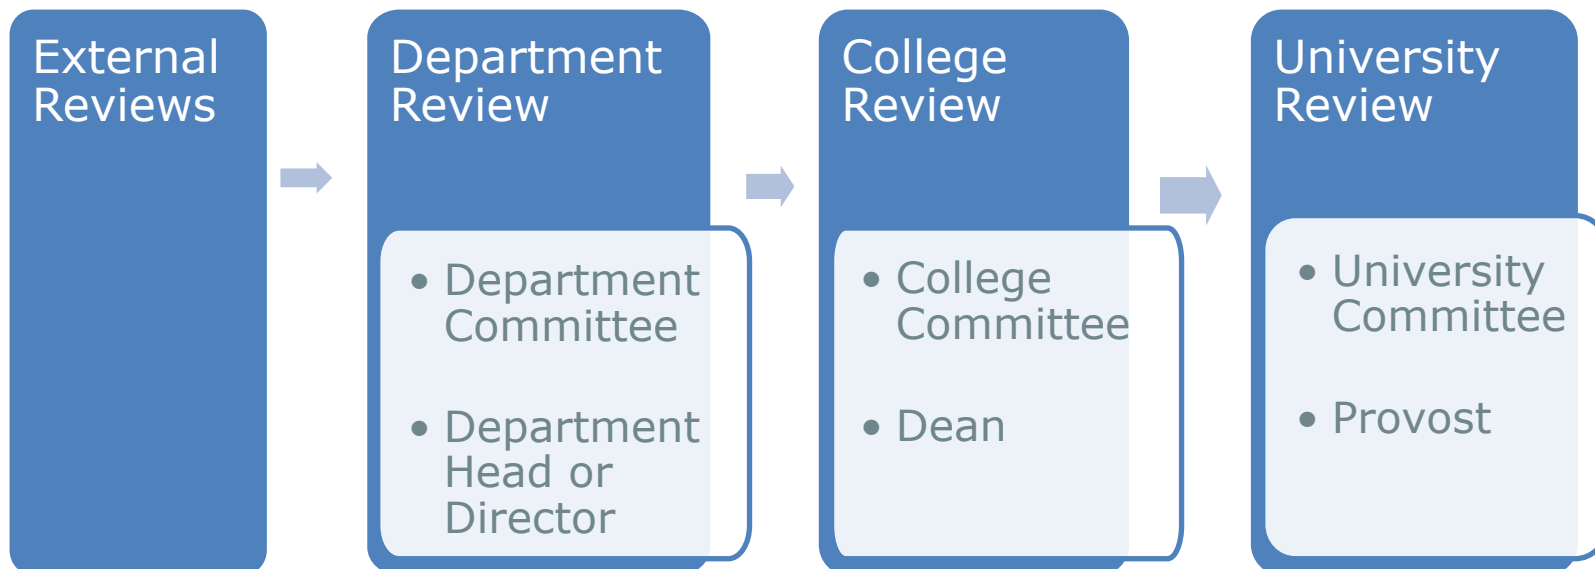 External
Reviews
Department
Review
• Department
Committee
• Department
Head or
Director
College
Review
• College
Committee
• Dean
University
Review
• University
Committee
• Provost